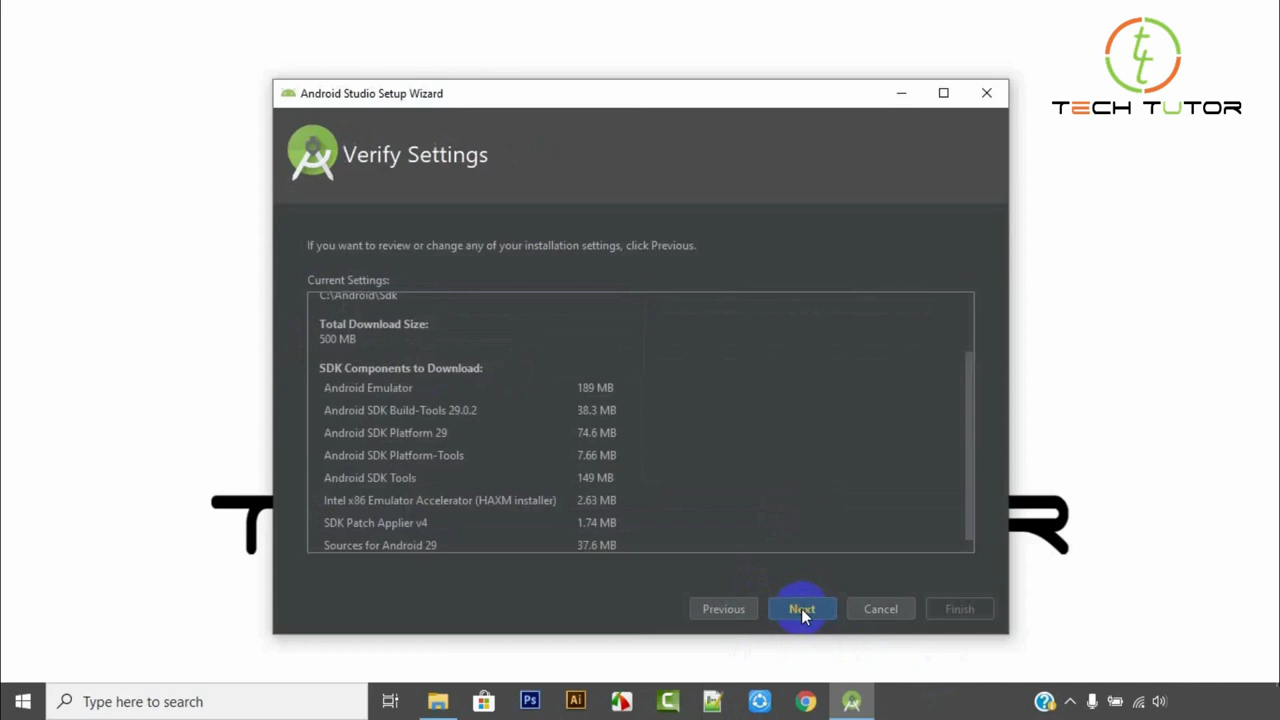 TECH TUTOR
Android Studio Setup Wizard
Verify Settings
If you want to review or change any of your installation settings, click Previous.
Current Settings:
C:\Android\Sdk
Total Download Size:
500 MB
SDK Components to Download:
Android Emulator 189 MB
Android SDK Build-Tools 29.0.2 38.3 MB
Android SDK Platform 29 74.6 MB
Android SDK Platform-Tools 7.66 MB
Android SDK Tools 149 MB
Intel x86 Emulator Accelerator (HAXM installer) 2.63 MB
SDK Patch Applier v4 1.74 MB
Sources for Android 29 37.6 MB
T R
Previous Next Cancel Finish
Type here to search Ps Ai